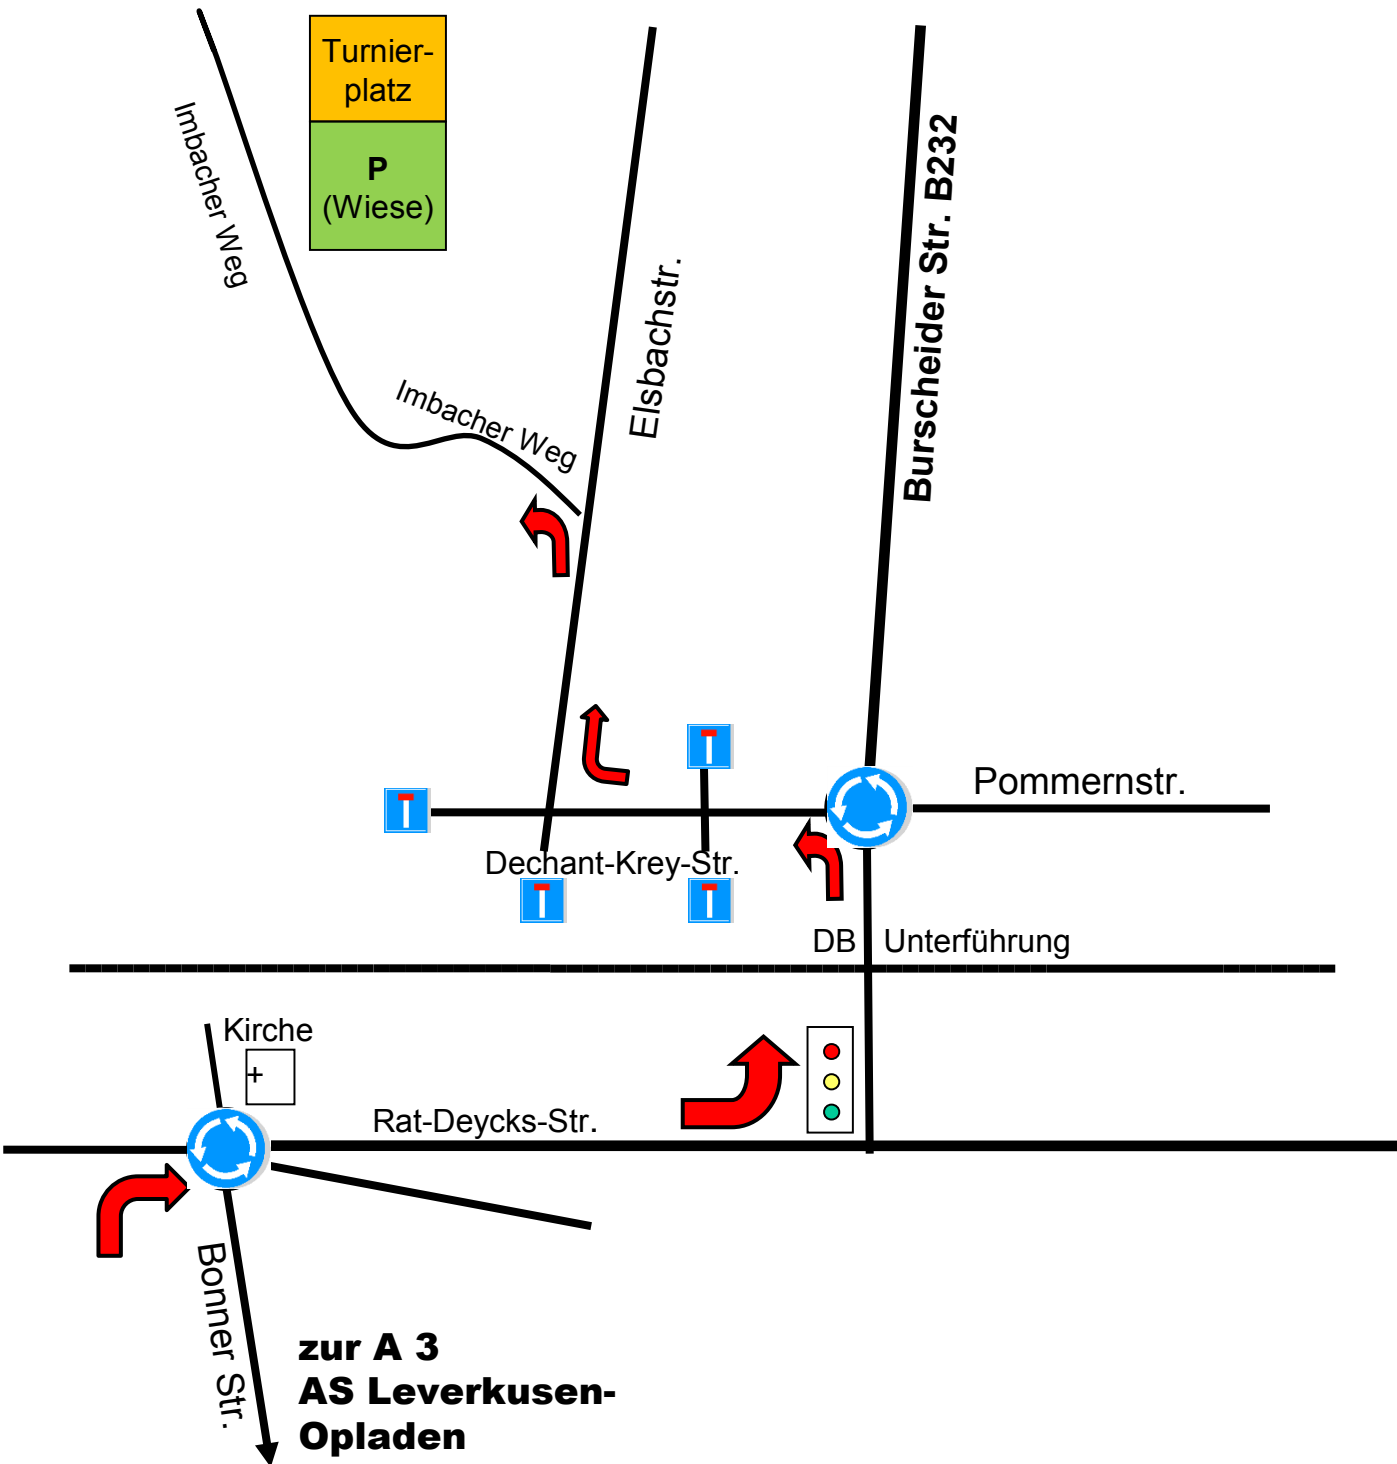 Turnier-
platz
P
(Wiese)
Imbacher Weg
Imbacher Weg
Elsbachstr.
Burscheider Str. B232
Pommernstr.
Dechant-Krey-Str.
DB Unterführung
Kirche
+
Rat-Deycks-Str.
Bonner Str.
zur A 3
AS Leverkusen-
Opladen